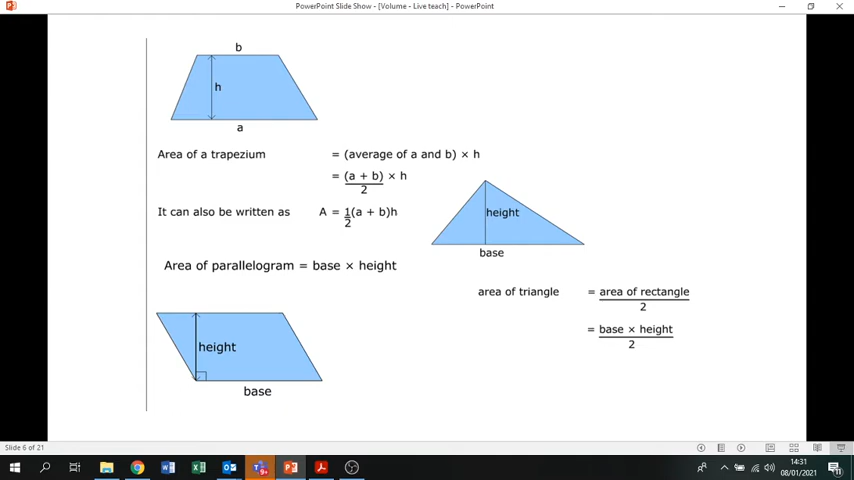 PowerPoint Slide Show - [Volume - Live teach] - PowerPoint
b
h
a
Area of a trapezium = (average of a and b) × h
= (a + b) × h
2
It can also be written as A = 1(a + b)h
2
height
base
Area of parallelogram = base × height
area of triangle = area of rectangle
2
= base × height
2
height
base
Slide 6 of 21
14:31
08/01/2021